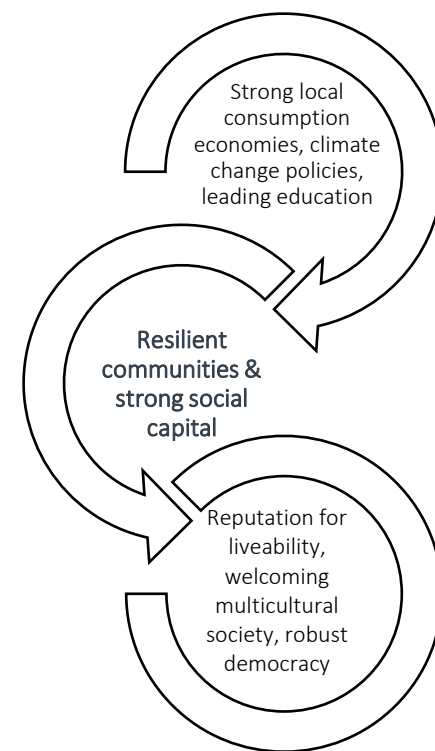 Strong local
consumption
economies, climate
change policies,
leading education
Resilient
communities &
strong social
capital
Reputation for
liveability,
welcoming
multicultural
society, robust
democracy